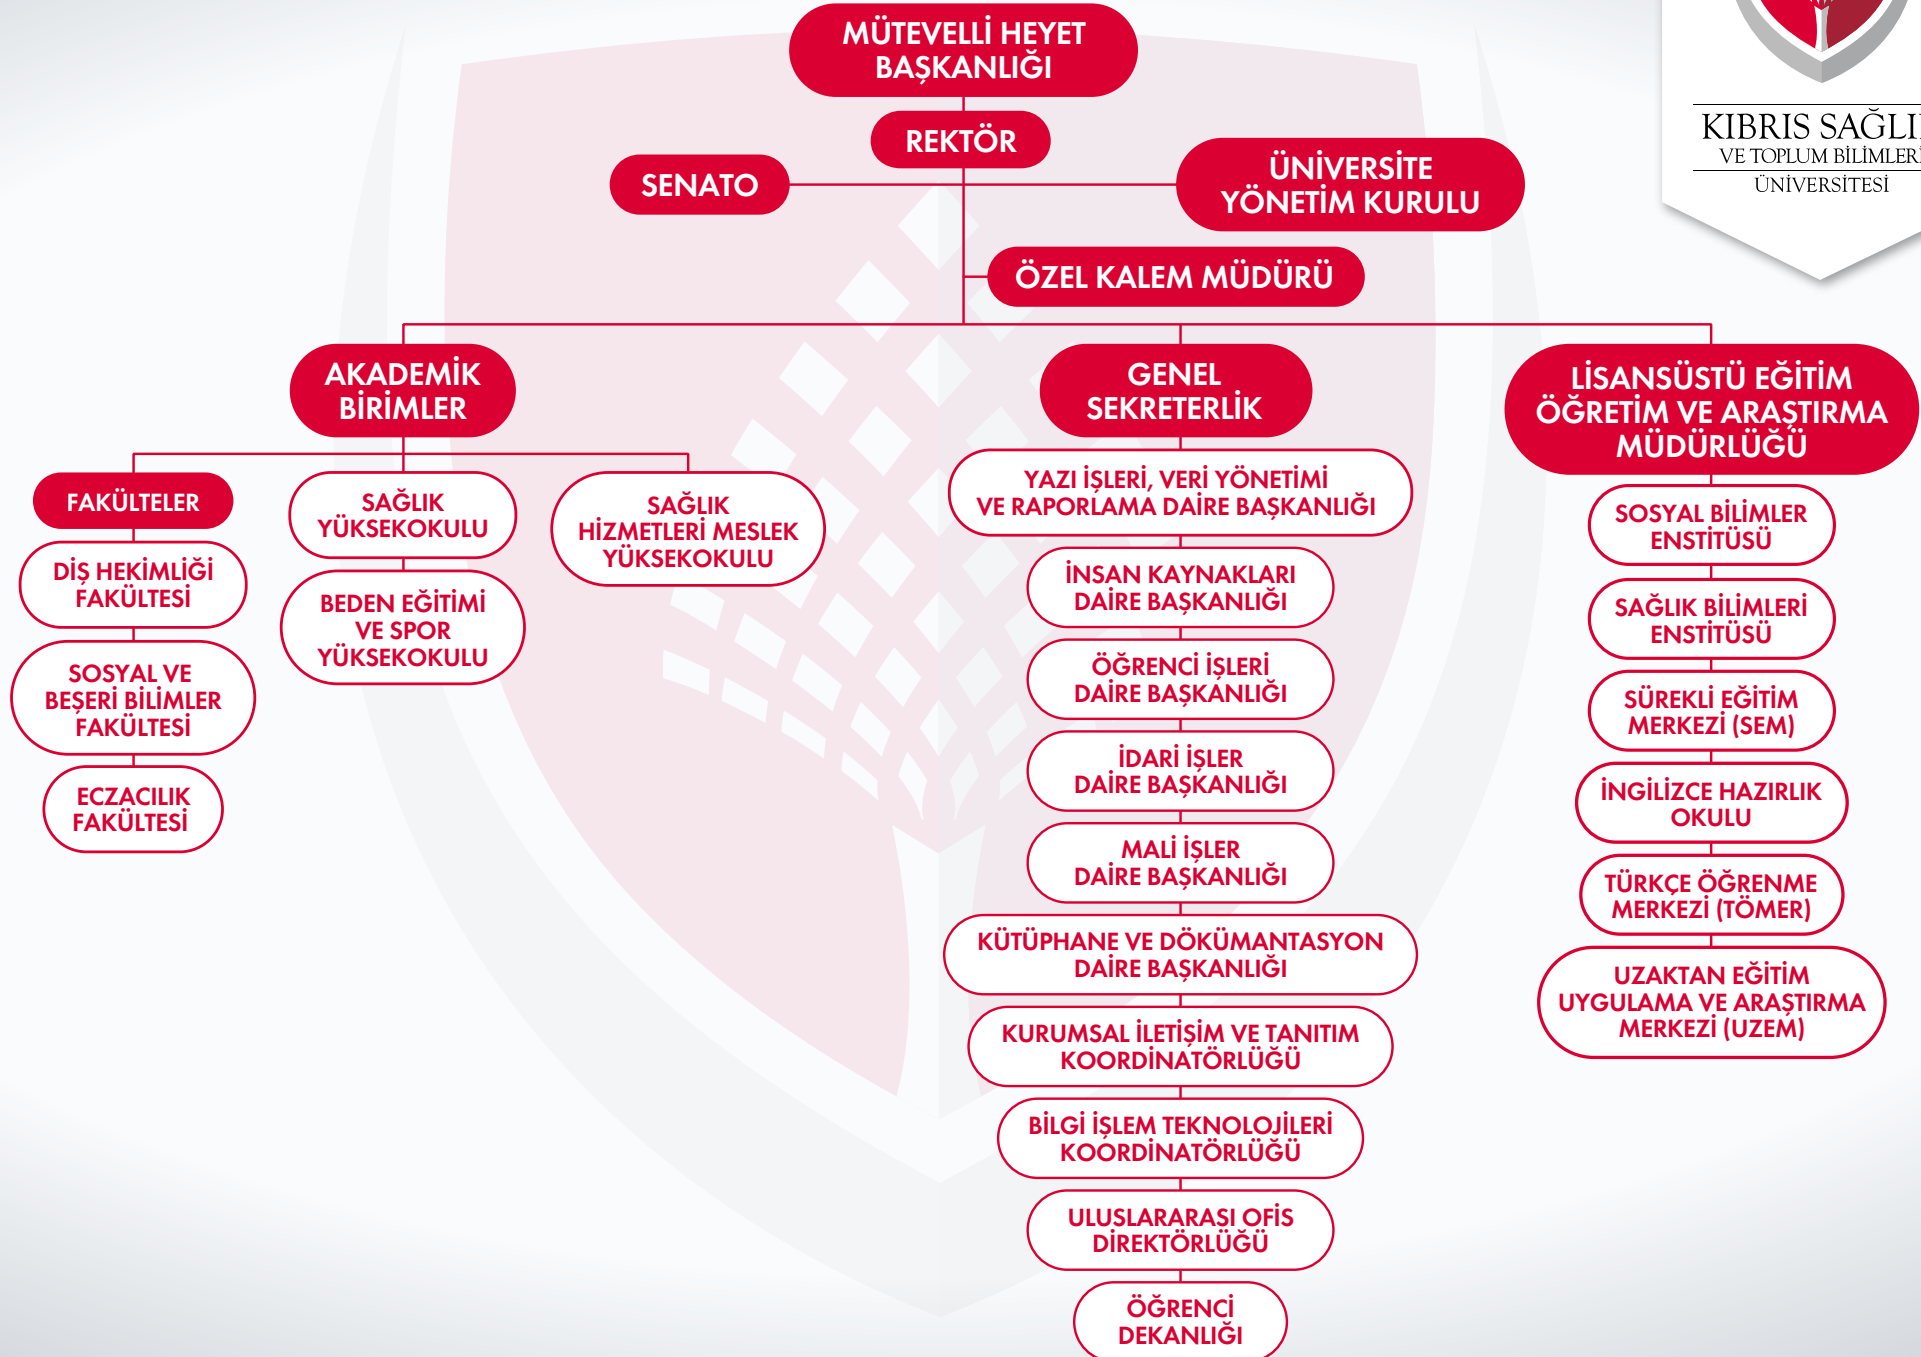 MÜTEVELLİ HEYET
BAŞKANLIĞI
REKTÖR
SENATO
ÜNİVERSİTE
YÖNETİM KURULU
ÖZEL KALEM MÜDÜRÜ
KIBRIS
VE TOPLUM
ÜNİVERSİTESİ
AKADEMİK
BİRİMLER
FAKÜLTELER
DİŞ HEKİMLİĞİ
FAKÜLTESİ
SOSYAL VE
BEŞERİ BİLİMLER
FAKÜLTESİ
ECZACILIK
FAKÜLTESİ
SAĞLIK
YÜKSEKOKULU
BEDEN EĞİTİMİ
VE SPOR
YÜKSEKOKULU
SAĞLIK
HİZMETLERİ MESLEK
YÜKSEKOKULU
GENEL
SEKRETERLİK
YAZI İŞLERİ, VERİ YÖNETİMİ
VE RAPORLAMA DAİRE BAŞKANLIĞI
İNSAN KAYNAKLARI
DAİRE BAŞKANLIĞI
ÖĞRENCİ İŞLERİ
DAİRE BAŞKANLIĞI
İDARİ İŞLER
DAİRE BAŞKANLIĞI
MALİ İŞLER
DAİRE BAŞKANLIĞI
KÜTÜPHANE VE DÖKÜMANTASYON
DAİRE BAŞKANLIĞI
KURUMSAL İLETİŞİM VE TANITIM
KOORDİNATÖRLÜĞÜ
BİLGİ İŞLEM TEKNOLOJİLERİ
KOORDİNATÖRLÜĞÜ
ULUSLARARASI OFİS
DİREKTÖRLÜĞÜ
ÖĞRENCİ
DEKANLIĞI
LİSANSÜSTÜ EĞİTİM
ÖĞRETİM VE ARAŞTIRMA
MÜDÜRLÜĞÜ
SOSYAL BİLİMLER
ENSTİTÜSÜ
SAĞLIK BİLİMLERİ
ENSTİTÜSÜ
SÜREKLİ EĞİTİM
MERKEZİ (SEM)
İNGİLİZCE HAZIRLIK
OKULU
TÜRKÇE ÖĞRENME
MERKEZİ (TÖMER)
UZAKTAN EĞİTİM
UYGULAMA VE ARAŞTIRMA
MERKEZİ (UZEM)